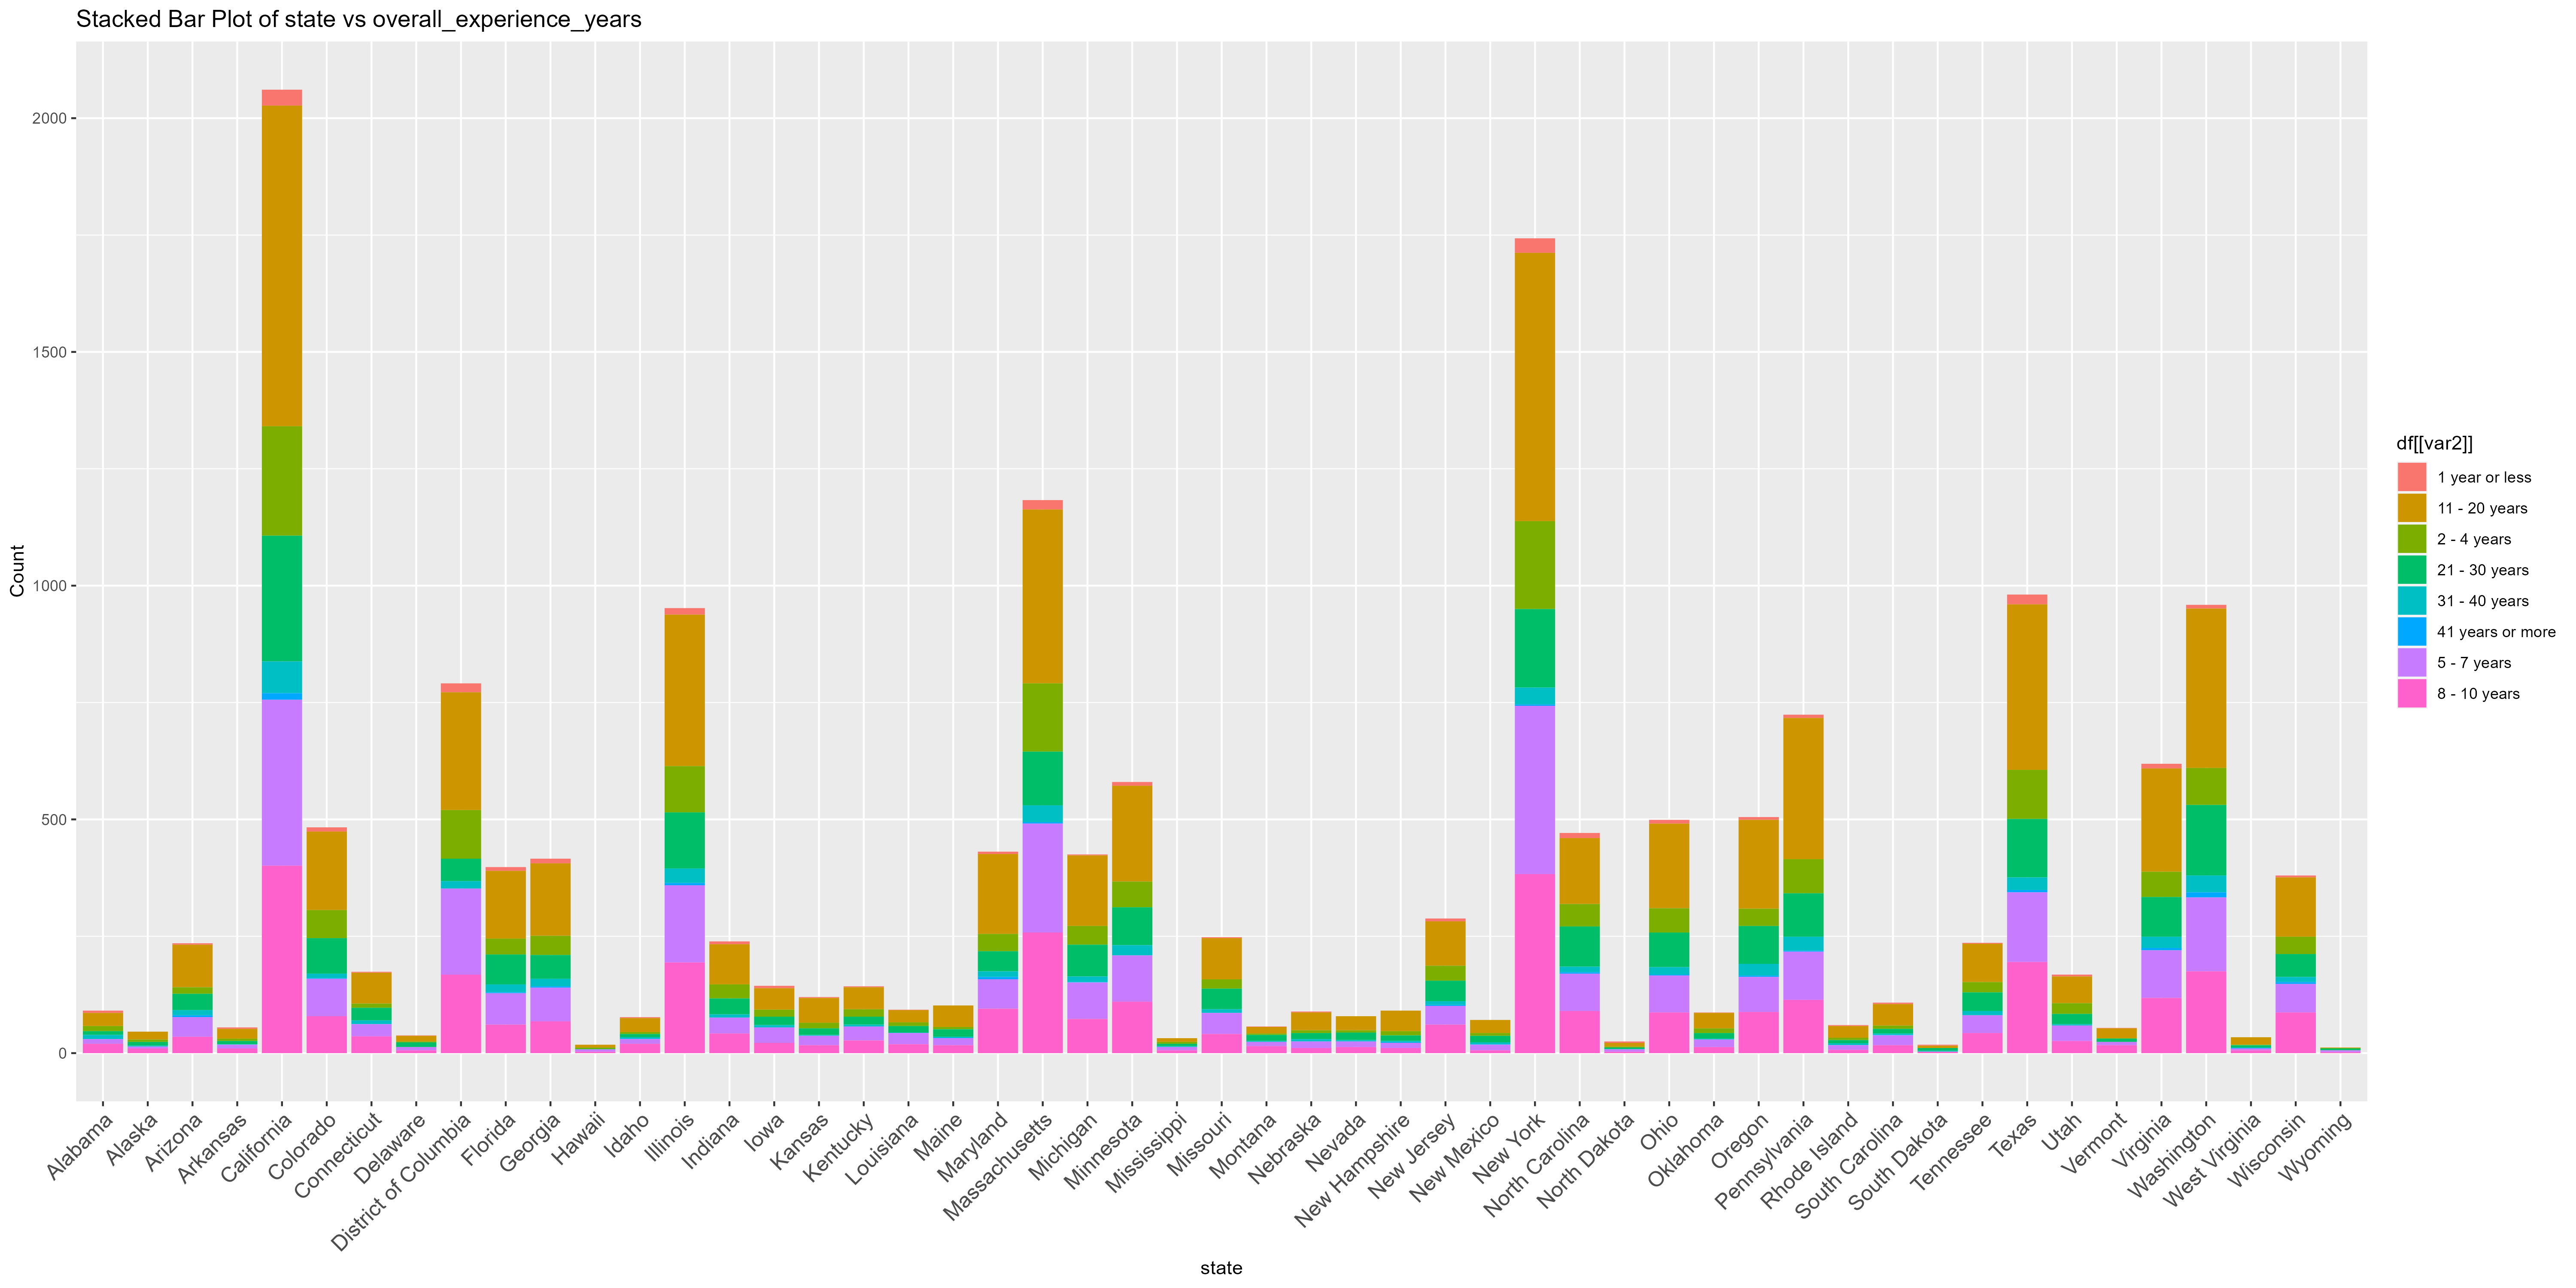 Stacked Bar Plot of state vs overall_experience_years
Count
2000
1500
1000
500
0
Alabama
Alaska
Arizona
Arkansas
California
Colorado
Connecticut
Delaware
District of Columbia
Florida
Georgia
Hawaii
Idaho
Illinois
Indiana
Iowa
Kansas
Kentucky
Louisiana
Maine
Maryland
Massachusetts
Michigan
Minnesota
Mississippi
Missouri
Montana
Nebraska
Nevada
New Hampshire
New Jersey
New Mexico
New York
North Carolina
North Dakota
Ohio
Oklahoma
Oregon
Pennsylvania
Rhode Island
South Carolina
South Dakota
Tennessee
Texas
Utah
Vermont
Virginia
Washington
West Virginia
Wisconsin
Wyoming
state
df[[var2]]
1 year or less
11 - 20 years
2 - 4 years
21 - 30 years
31 - 40 years
41 years or more
5 - 7 years
8 - 10 years